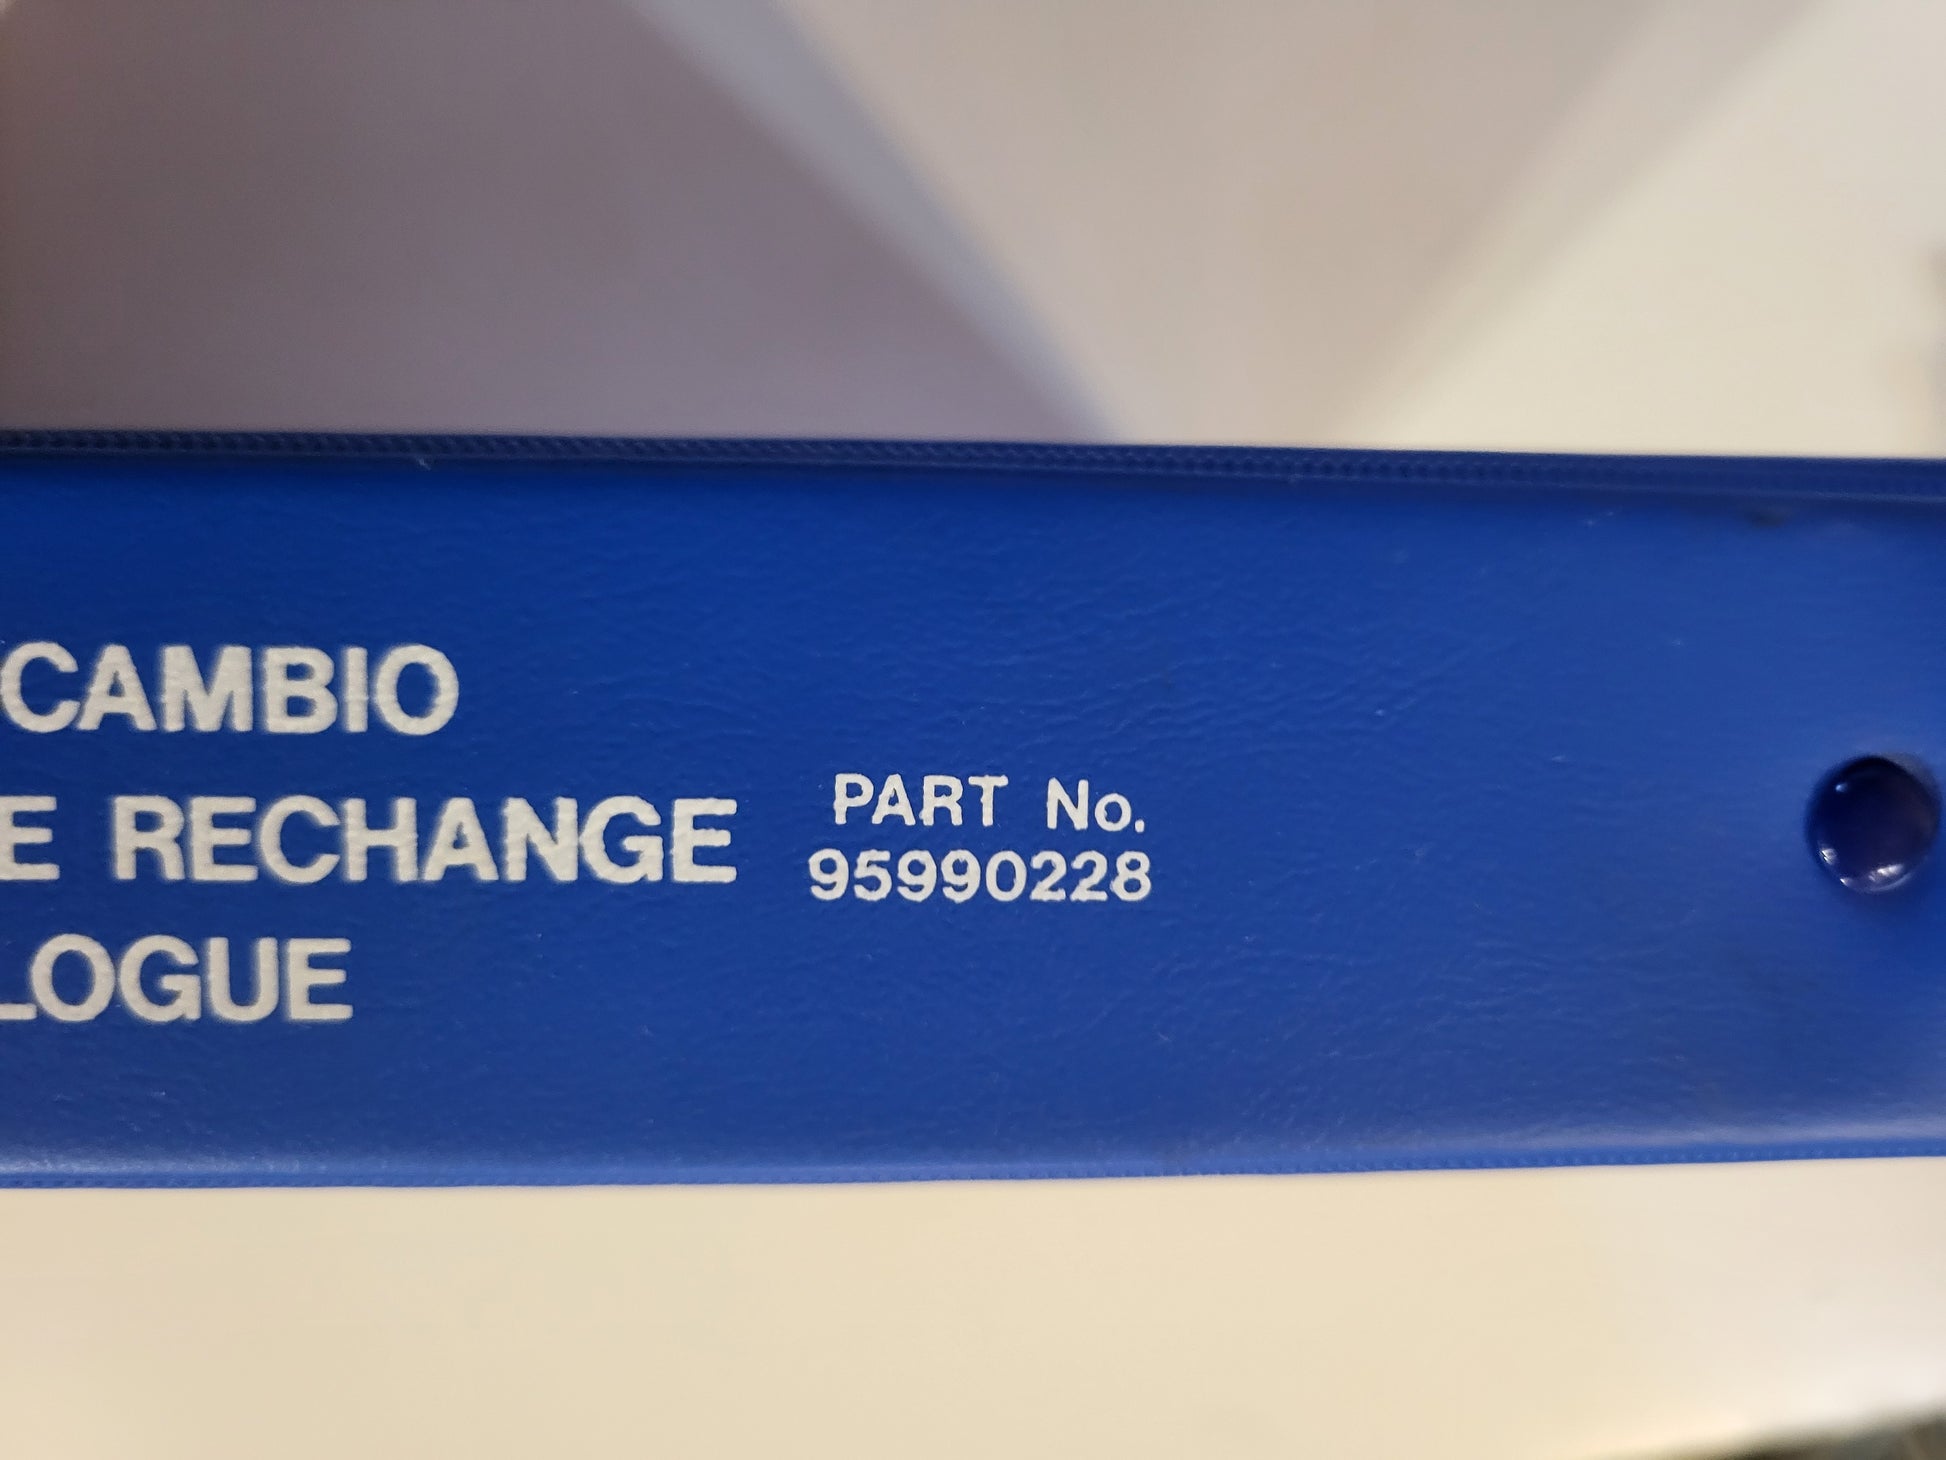 CAMBIO
E RECHANGE
LOGUE
PART No.
95990228